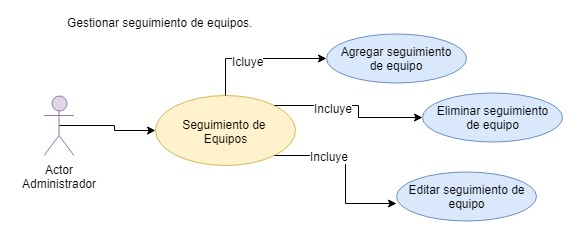 Gestionar seguimiento de equipos.
Icluye
Agregar seguimiento
de equipo
Seguimiento de
Equipos
Incluye
Eliminar seguimiento
de equipo
Incluye
Editar seguimiento de
equipo
Actor
Administrador